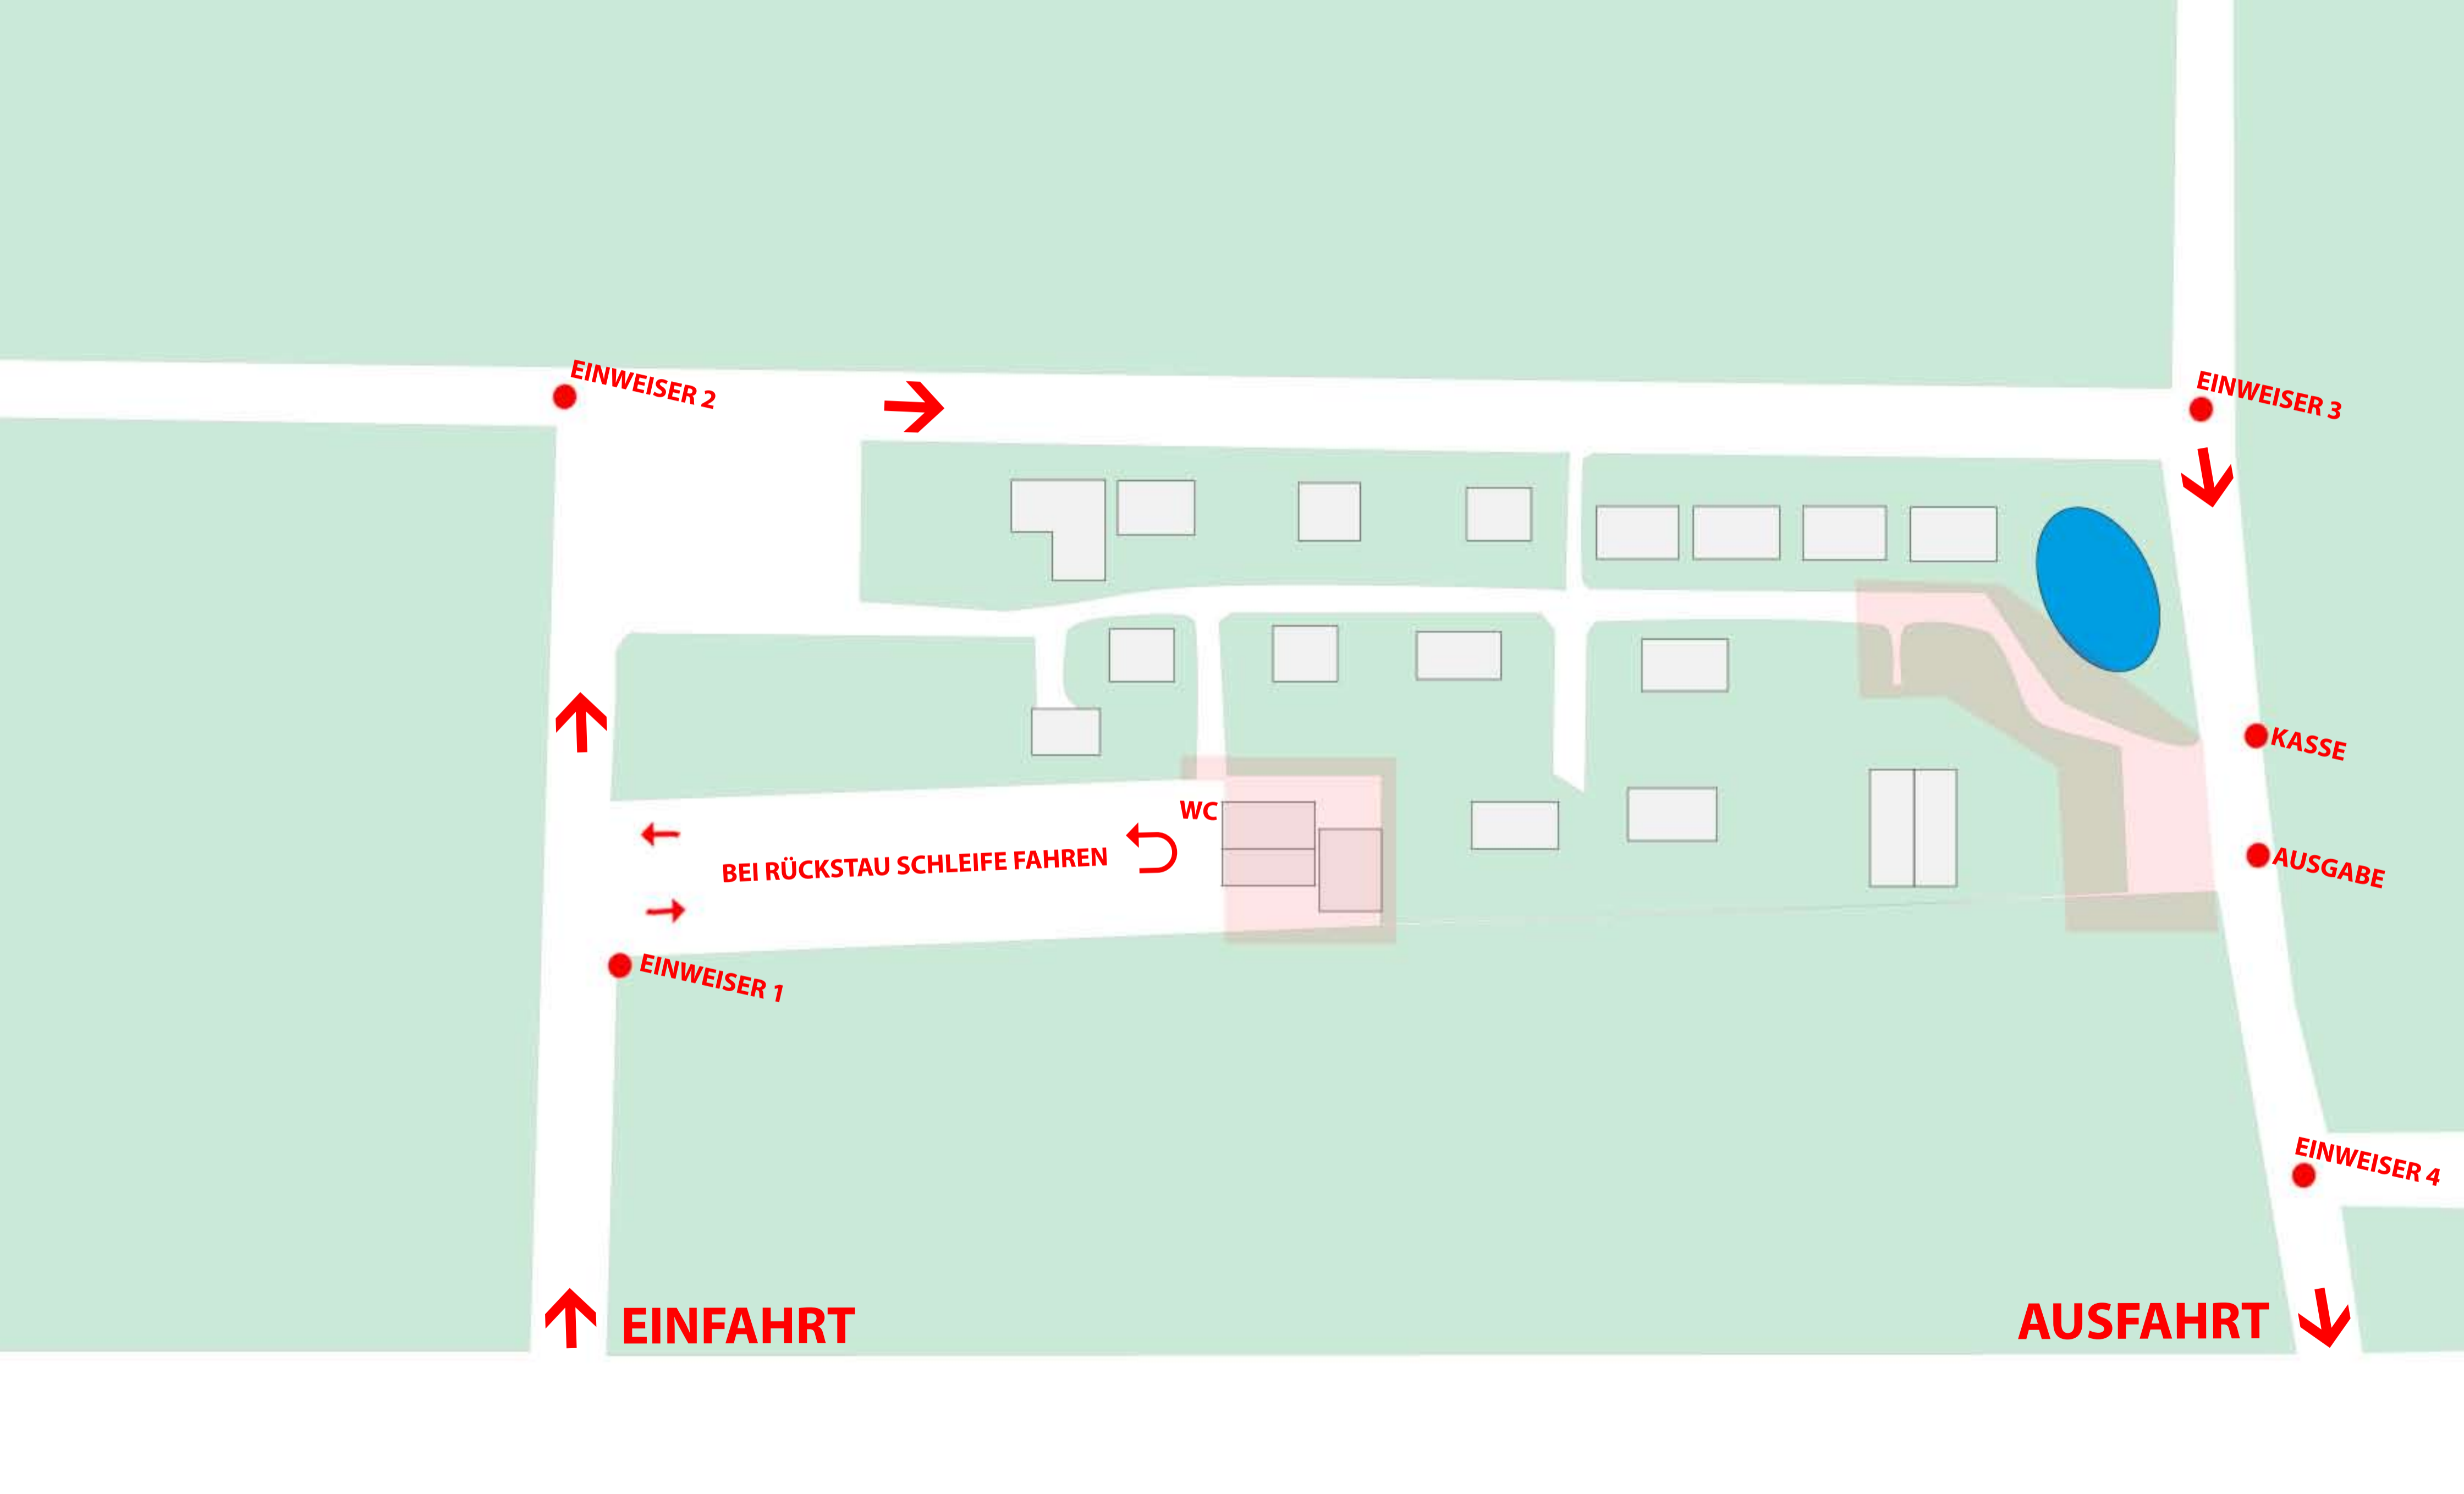 EINWEISER 2
EINWEISER 3
KASSE
WC
BEI RÜCKSTAU SCHLEIFE FAHREN
AUSGABE
EINWEISER 1
EINWEISER 4
EINFAHRT
AUSFAHRT